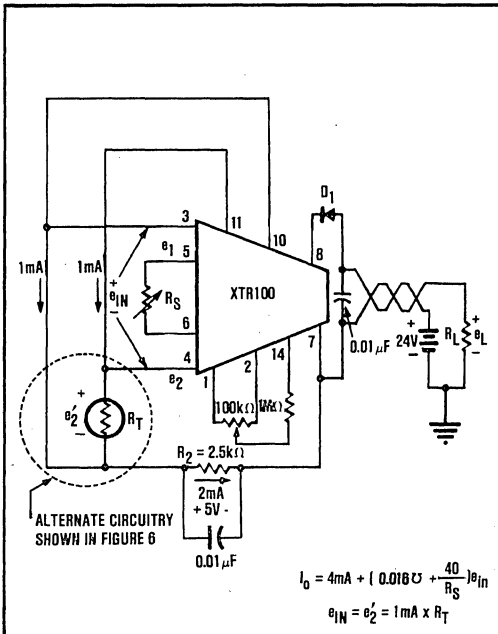 D1
3
11
10
8
e1
5
1mA
1mA
+
eIN
-
RS
XTR100
6
4
e2
1
2
14
7
0.01μF
+
24V
-
RL
+
eL
-
100kΩ
1MΩ
+
e2'
-
RT
R2 = 2.5kΩ
2mA
+ 5V -
0.01μF
ALTERNATE CIRCUITRY
SHOWN IN FIGURE 6
Io = 4mA + ( 0.016℧ + 40/RS )ein
eIN = e2' = 1mA x RT